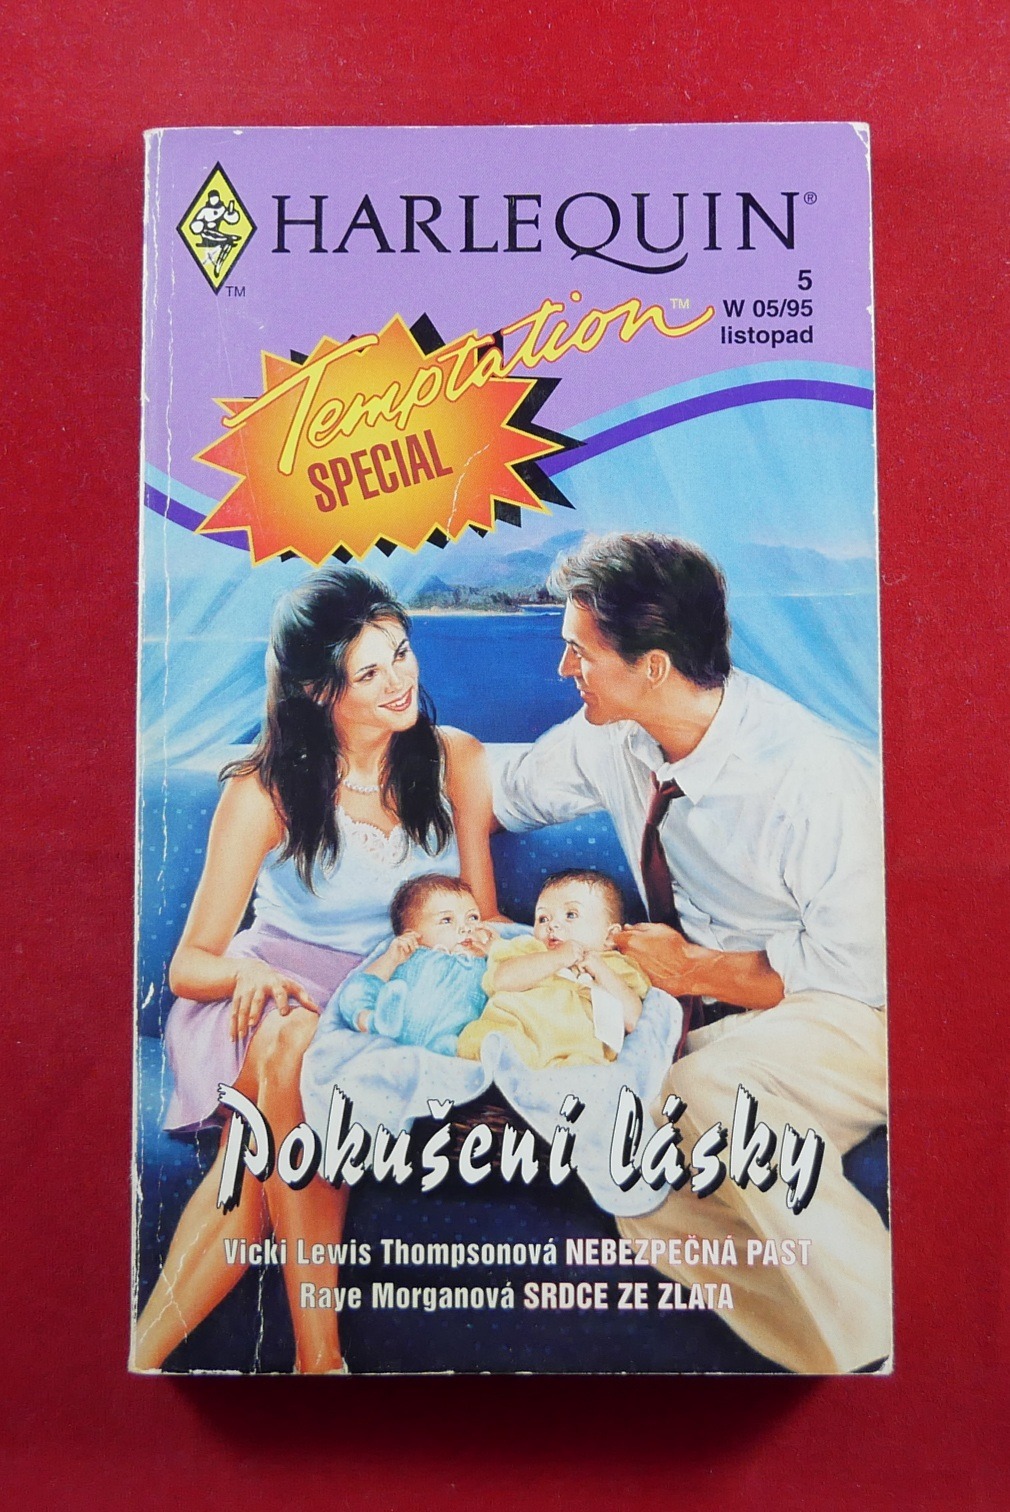 HARLEQUIN®
TM
5
W 05/95
listopad
Temptation™
SPECIAL
Pokušení lásky
Vicki Lewis Thompsonová NEBEZPEČNÁ PAST
Raye Morganová SRDCE ZE ZLATA